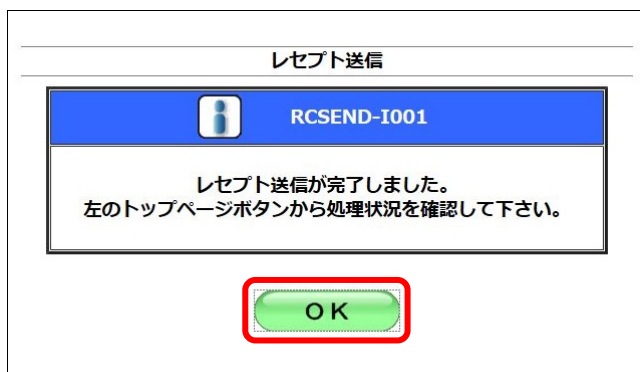 レセプト送信
RCSEND-I001
レセプト送信が完了しました。
左のトップページボタンから処理状況を確認して下さい。
OK